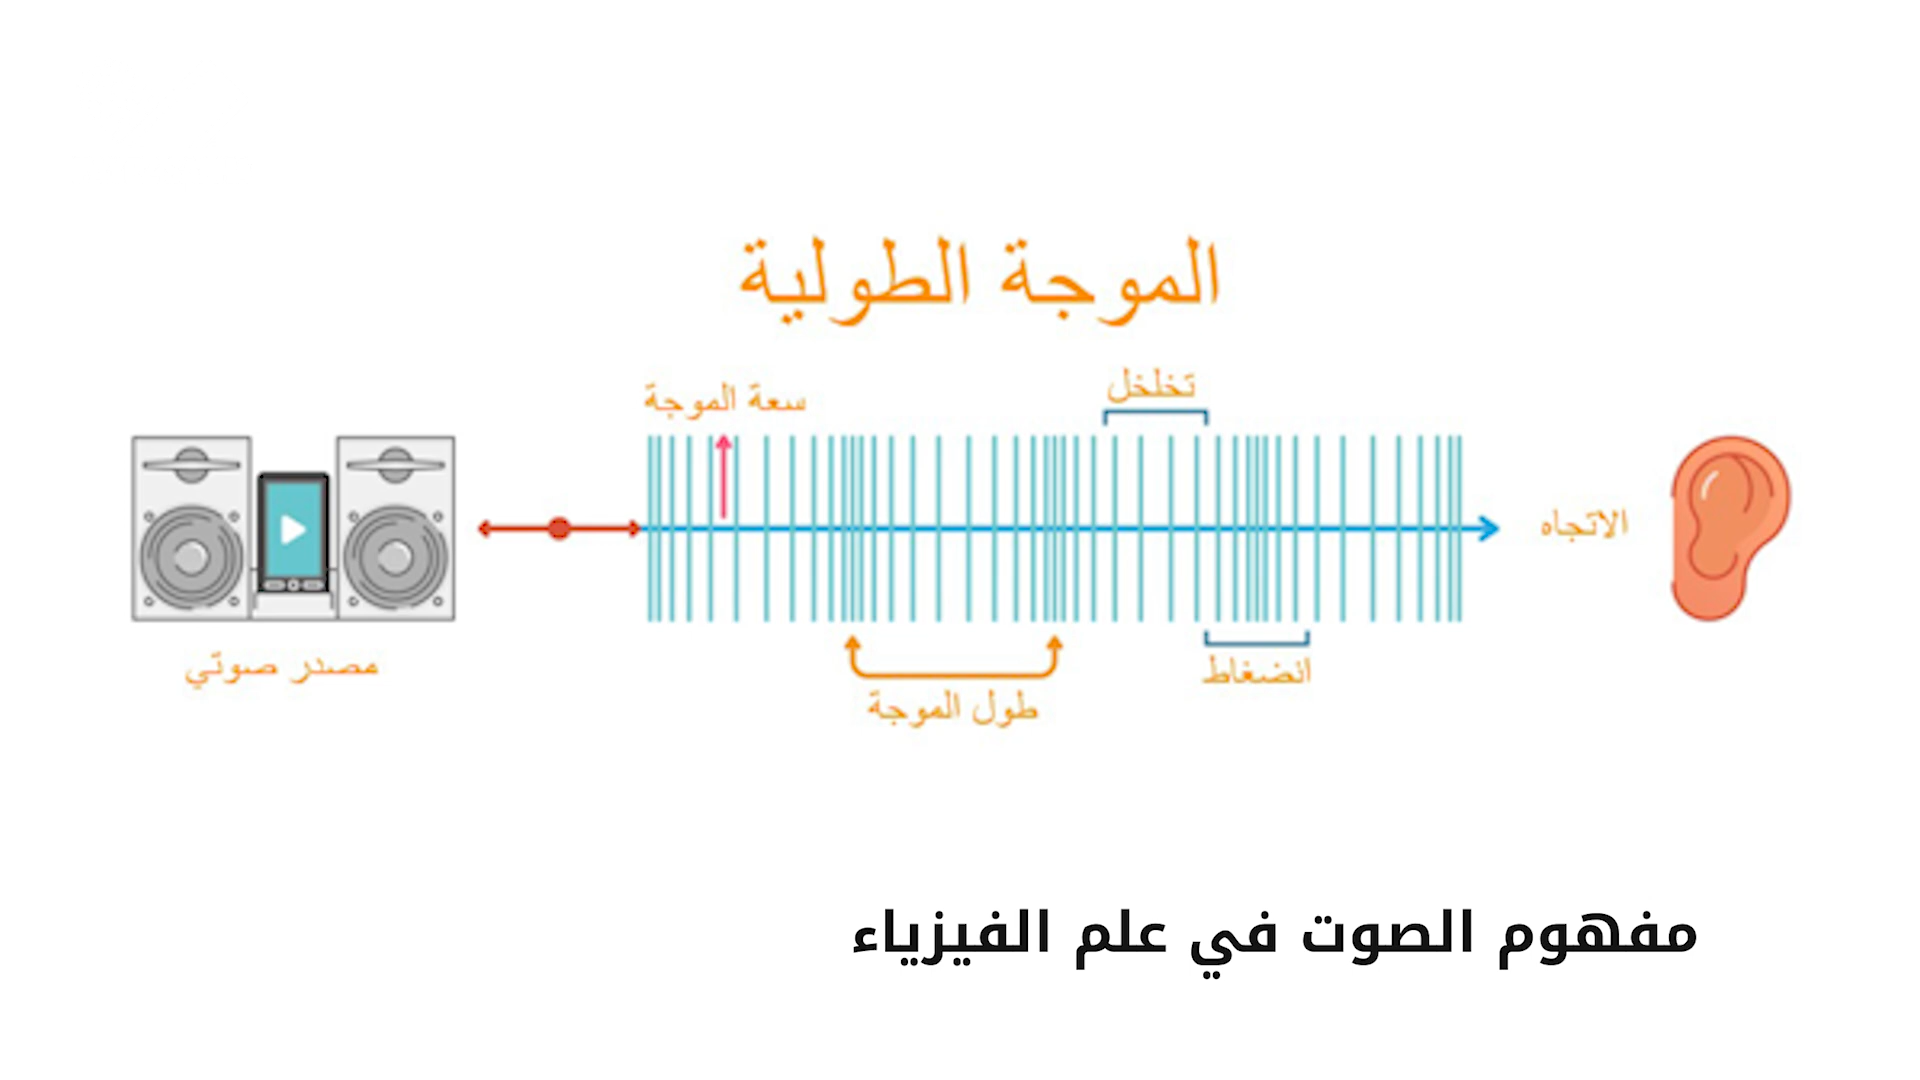 الموجة الطولية
تخلخل
سعة الموجة
الاتجاه
مصدر صوتي
انضغاط
طول الموجة
مفهوم الصوت في علم الفيزياء